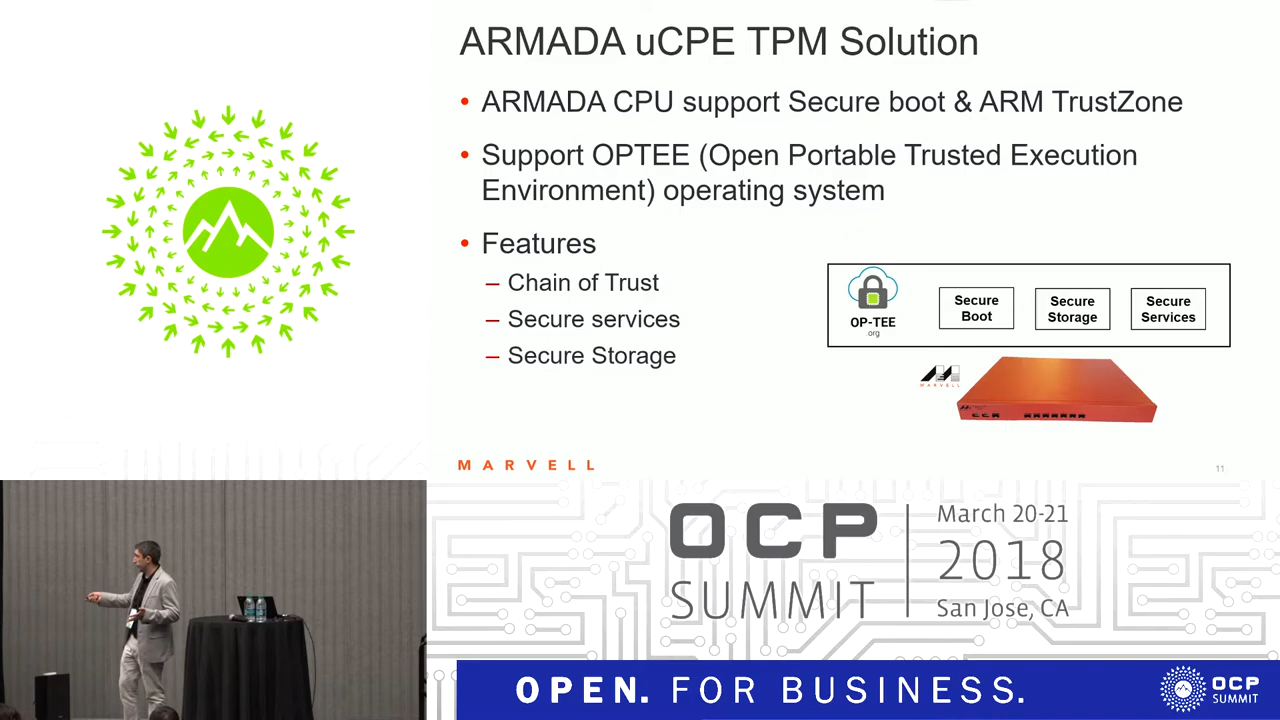 ARMADA uCPE TPM Solution
• ARMADA CPU support Secure boot & ARM TrustZone
• Support OPTEE (Open Portable Trusted Execution
Environment) operating system
• Features
– Chain of Trust
– Secure services
– Secure Storage
OP-TEE
.org
Secure
Boot
Secure
Storage
Secure
Services
MARVELL
MARVELL
11
OCP
SUMMIT
March 20-21
2018
San Jose, CA
OPEN. FOR BUSINESS.
OCP
SUMMIT